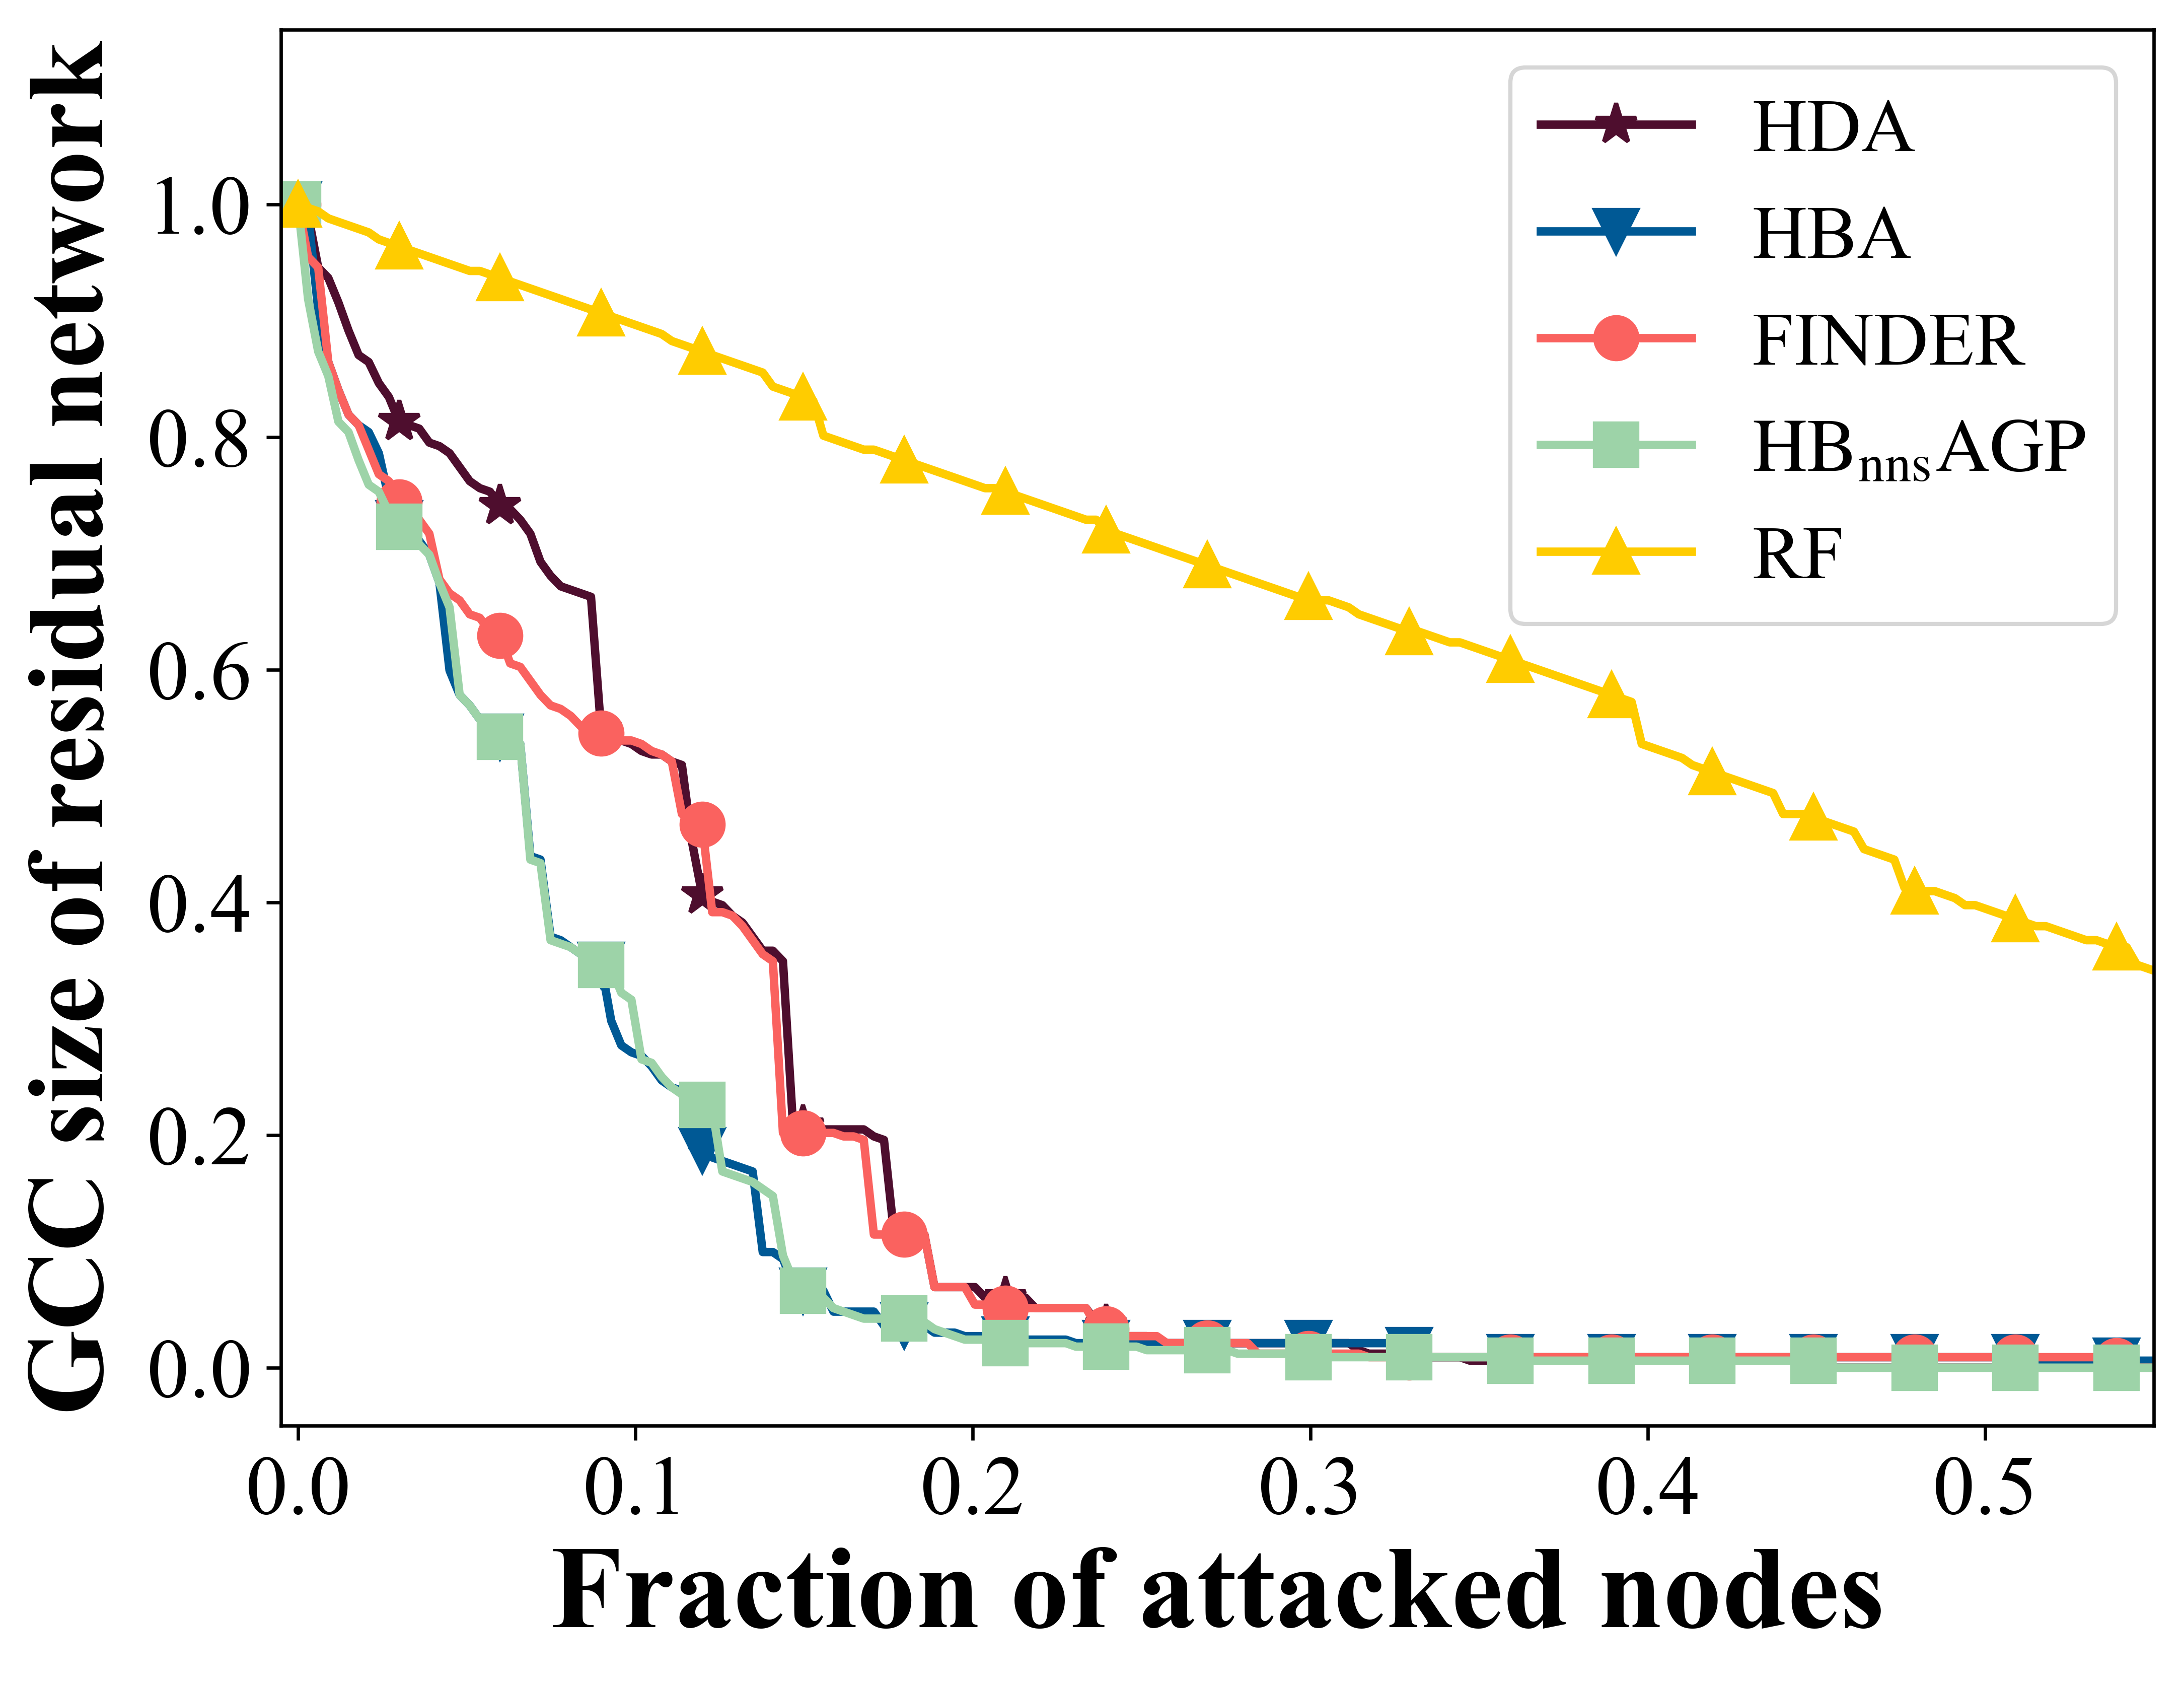 GCC size of residual network
1.0
0.8
0.6
0.4
0.2
0.0
HDA
HBA
FINDER
HBnnsAGP
RF
0.0 0.1 0.2 0.3 0.4 0.5
Fraction of attacked nodes